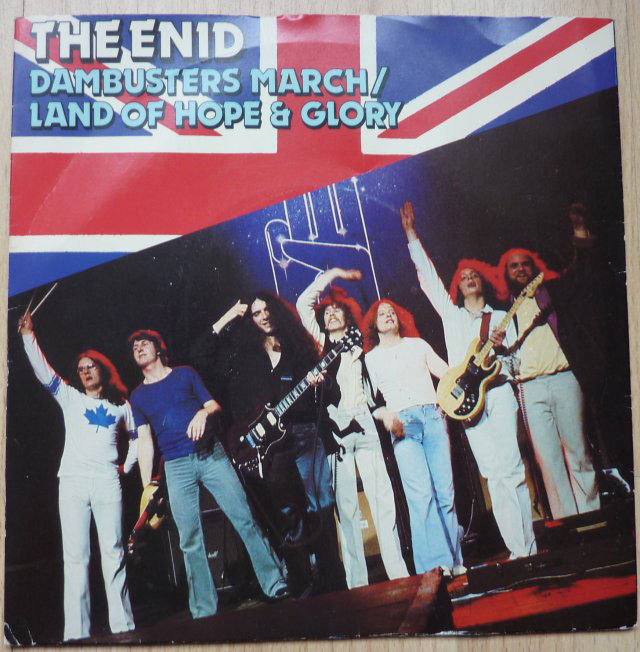 THE ENID
DAMBUSTERS MARCH/
LAND OF HOPE & GLORY